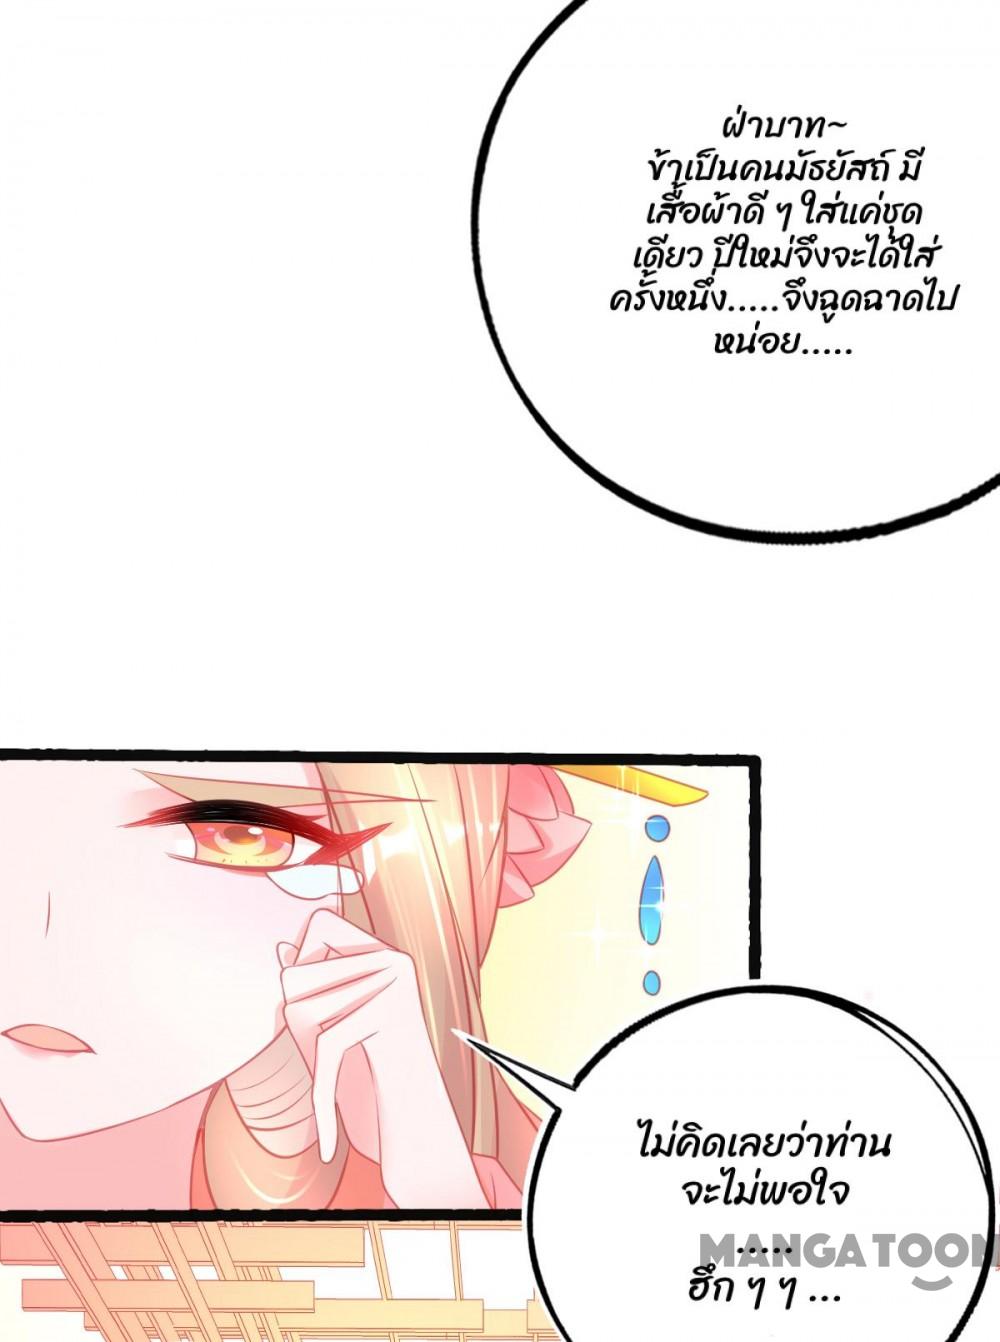 ฝ่าบาท~
ข้าเป็นคนมัธยัสถ์ มี
เสื้อผ้าดี ๆ ใส่แค่ชุด
เดียว ปีใหม่จึงจะได้ใส่
ครั้งหนึ่ง.....จึงฉูดฉาดไป
หน่อย.....
ไม่คิดเลยว่าท่าน
จะไม่พอใจ
.....
ฮึก ๆ ๆ ...
MANGATOON